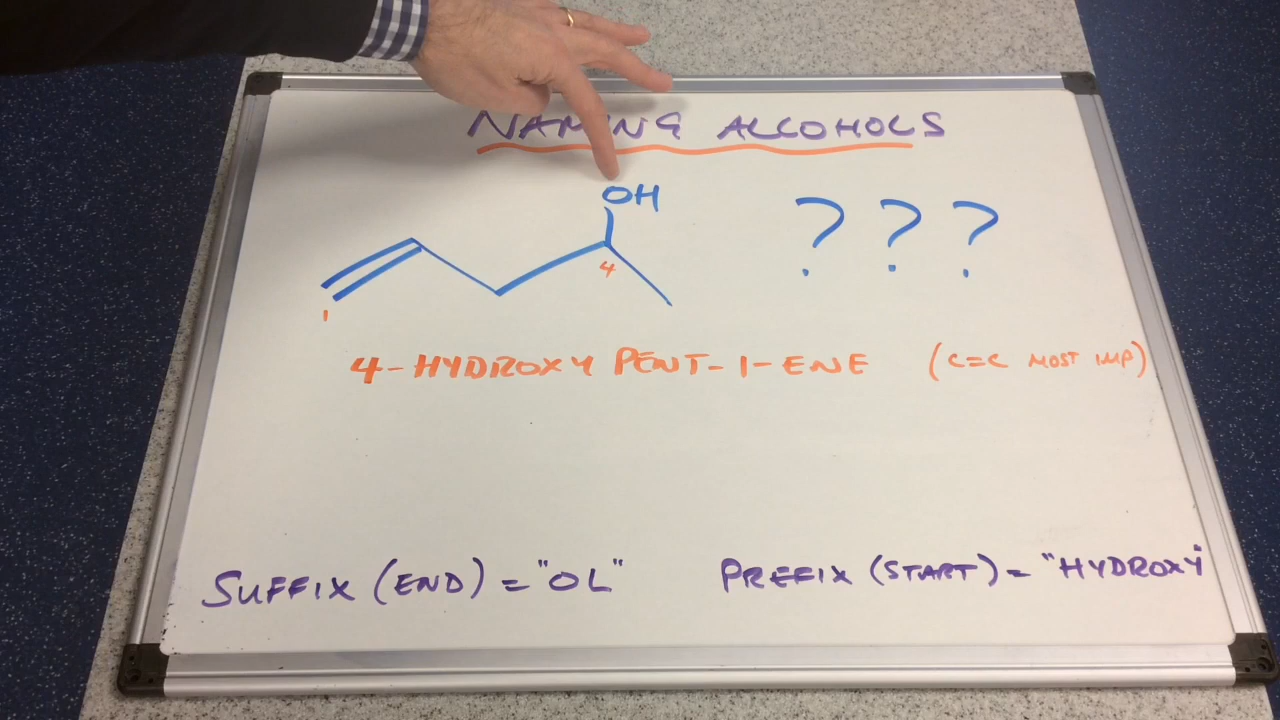 NAMING ALCOHOLS
OH
? ? ?
4
1
4-HYDROXY PENT-1-ENE (C=C MOST IMP)
SUFFIX (END) = "OL" PREFIX (START) = "HYDROXY"